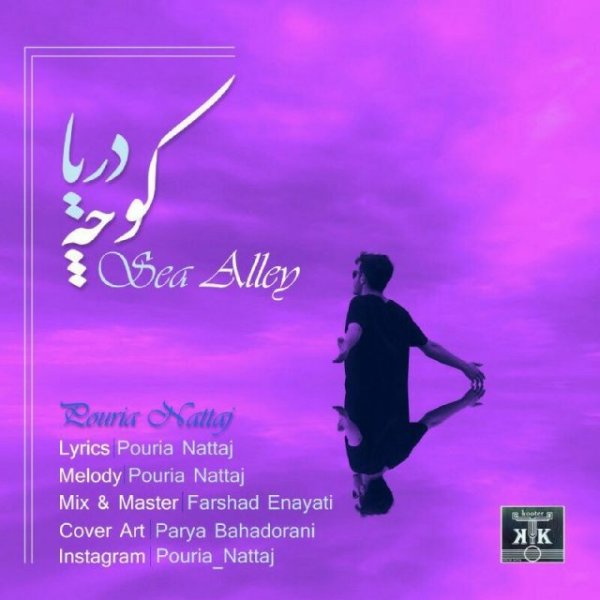 کوچه دریا
Sea Alley
Pouria Nattaj
Lyrics|Pouria Nattaj
Melody|Pouria Nattaj
Mix & Master|Farshad Enayati
Cover Art|Parya Bahadorani
Instagram|Pouria_Nattaj
kooter
K K